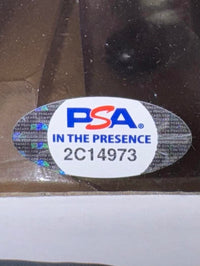 PSA®
IN THE PRESENCE
2C14973